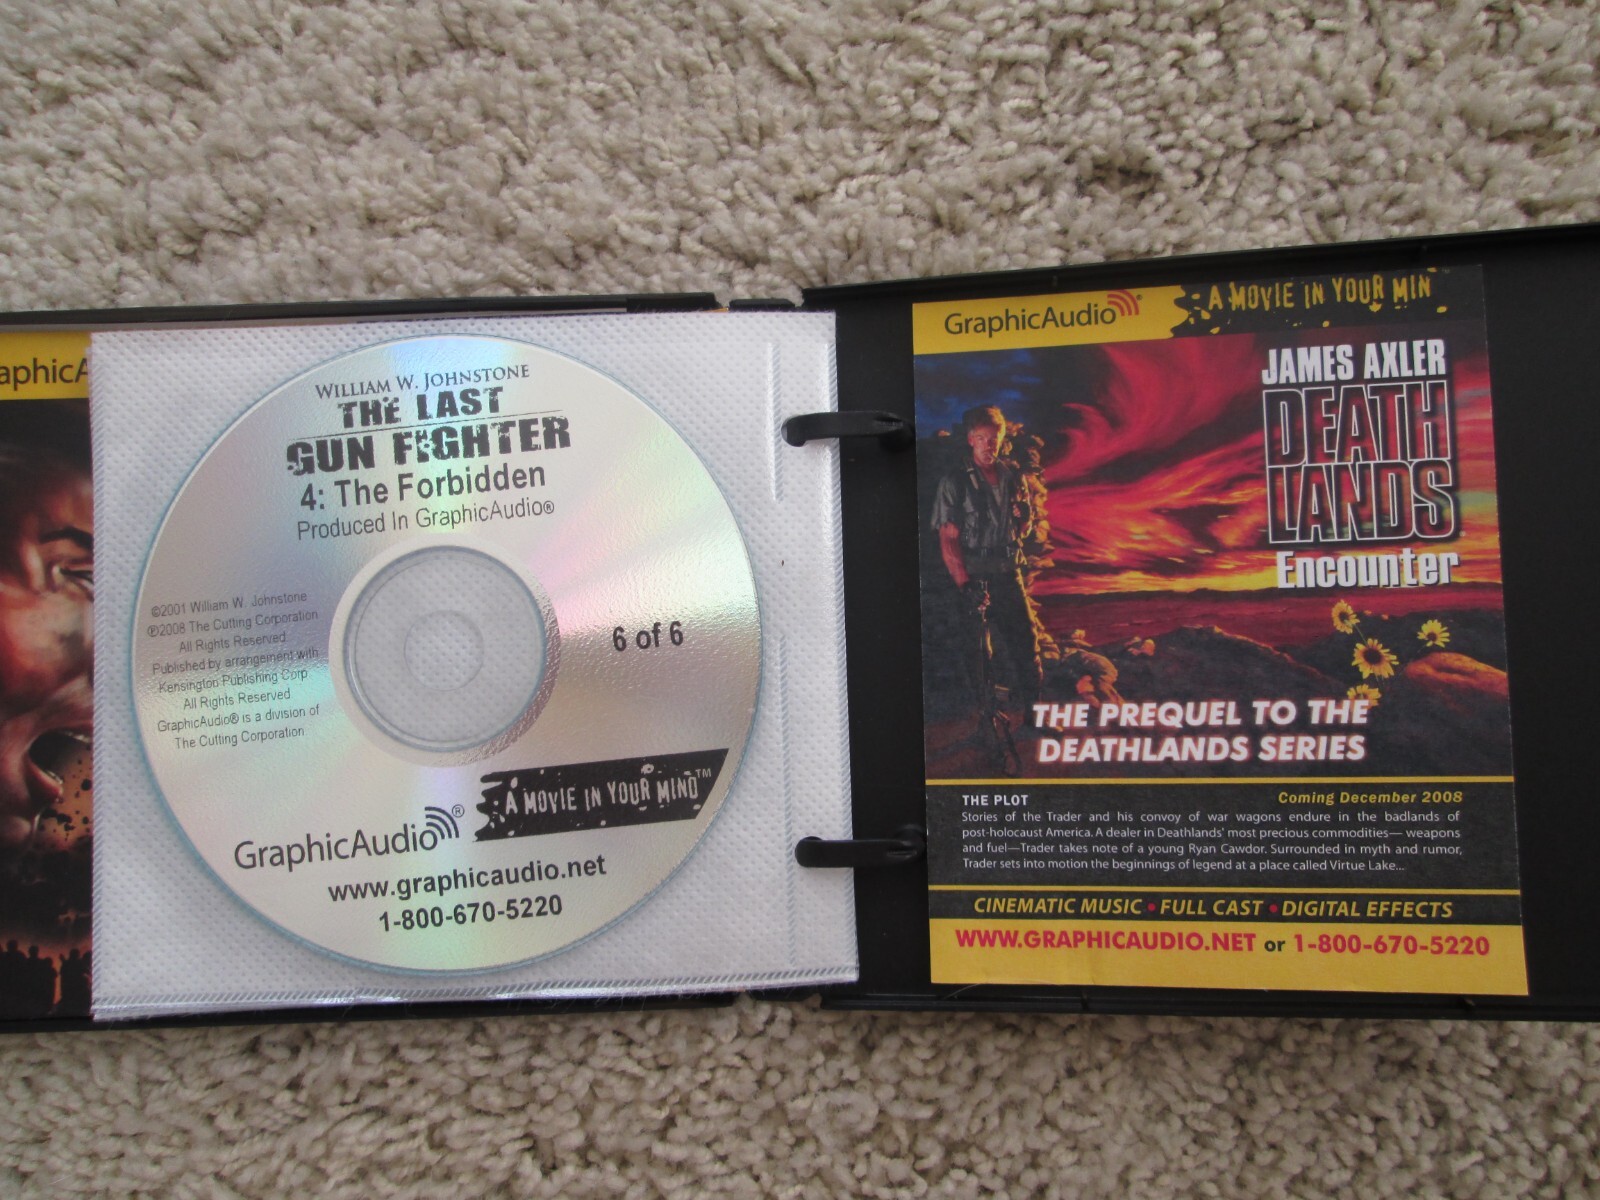 aphicA
WILLIAM W. JOHNSTONE
THE LAST
GUN FIGHTER
4: The Forbidden
Produced In GraphicAudio®
©2001 William W. Johnstone
℗2008 The Cutting Corporation
All Rights Reserved
Published by arrangement with
Kensington Publishing Corp
All Rights Reserved
GraphicAudio® is a division of
The Cutting Corporation
6 of 6
A MOVIE IN YOUR MIND™
GraphicAudio®
www.graphicaudio.net
1-800-670-5220
GraphicAudio®
A MOVIE IN YOUR MIN
JAMES AXLER
DEATH
LANDS
Encounter
THE PREQUEL TO THE
DEATHLANDS SERIES
THE PLOT
Coming December 2008
Stories of the Trader and his convoy of war wagons endure in the badlands of
post-holocaust America. A dealer in Deathlands' most precious commodities— weapons
and fuel—Trader takes note of a young Ryan Cawdor. Surrounded in myth and rumor,
Trader sets into motion the beginnings of legend at a place called Virtue Lake...
CINEMATIC MUSIC • FULL CAST • DIGITAL EFFECTS
WWW.GRAPHICAUDIO.NET or 1-800-670-5220